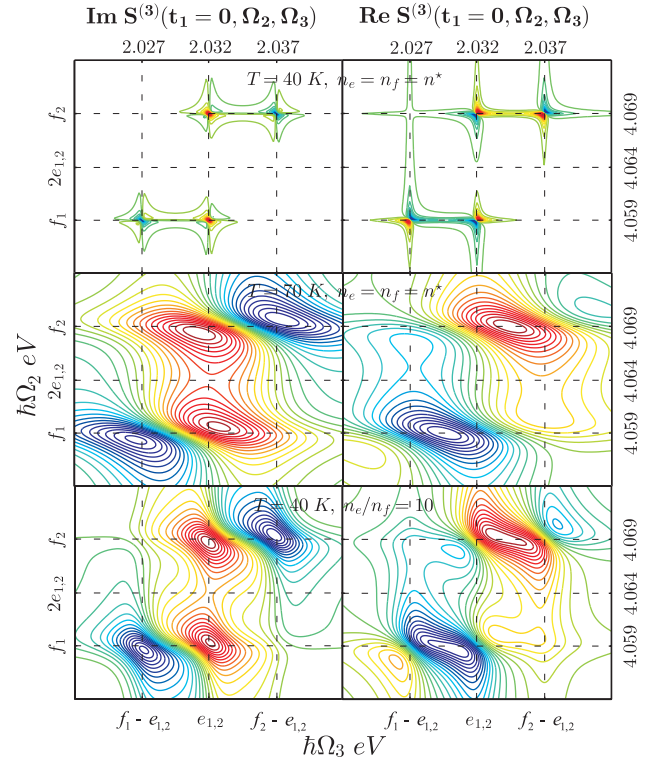 Im S⁽³⁾(t₁ = 0, Ω₂, Ω₃) Re S⁽³⁾(t₁ = 0, Ω₂, Ω₃)
2.027 2.032 2.037 2.027 2.032 2.037
T = 40 K, nₑ = n_f = n⋆
f₂ 4.069
2e₁,₂ 4.064
f₁ 4.059
T = 70 K, nₑ = n_f = n⋆
f₂ 4.069
ħΩ₂ eV
2e₁,₂ 4.064
f₁ 4.059
T = 40 K, nₑ/n_f = 10
f₂ 4.069
2e₁,₂ 4.064
f₁ 4.059
f₁ - e₁,₂ e₁,₂ f₂ - e₁,₂ f₁ - e₁,₂ e₁,₂ f₂ - e₁,₂
ħΩ₃ eV